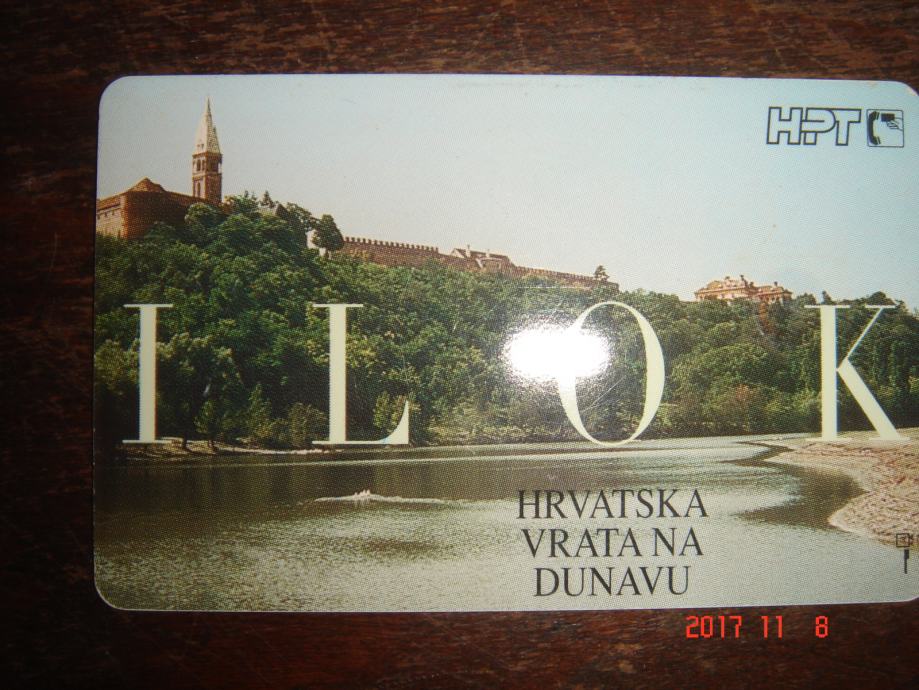 HPT
ILOK
HRVATSKA
VRATA NA
DUNAVU
2017 11 8